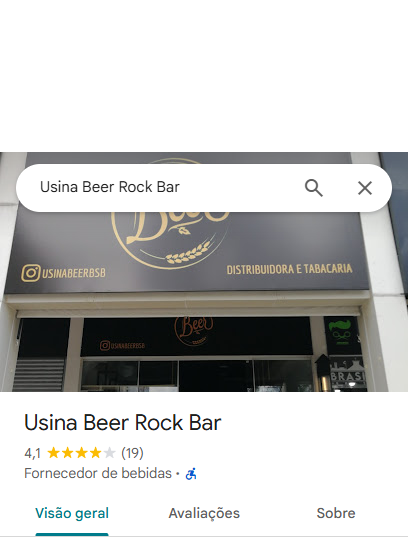 Usina Beer Rock Bar
Beer
&
USINABEERBSB
DISTRIBUIDORA E TABACARIA
Beer
USINABEERBSB
BRASI
Usina Beer Rock Bar
4,1 (19)
Fornecedor de bebidas ·
Visão geral
Avaliações
Sobre